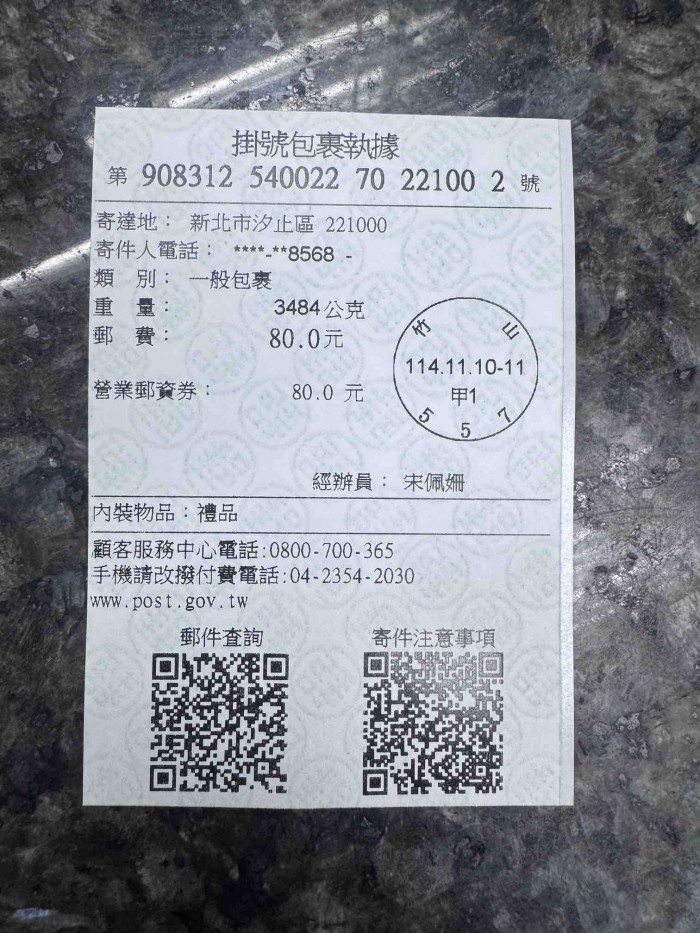 掛號包裹執據
第 908312 540022 70 22100 2 號
寄達地： 新北市汐止區 221000
寄件人電話： ****-**8568 -
類 別： 一般包裹
重 量： 3484公克
郵 費： 80.0元
竹 山
114.11.10-11
甲1
5 5 7
營業郵資券： 80.0 元
經辦員： 宋佩姍
內裝物品：禮品
顧客服務中心電話:0800-700-365
手機請改撥付費電話:04-2354-2030
www.post.gov.tw
郵件查詢 寄件注意事項